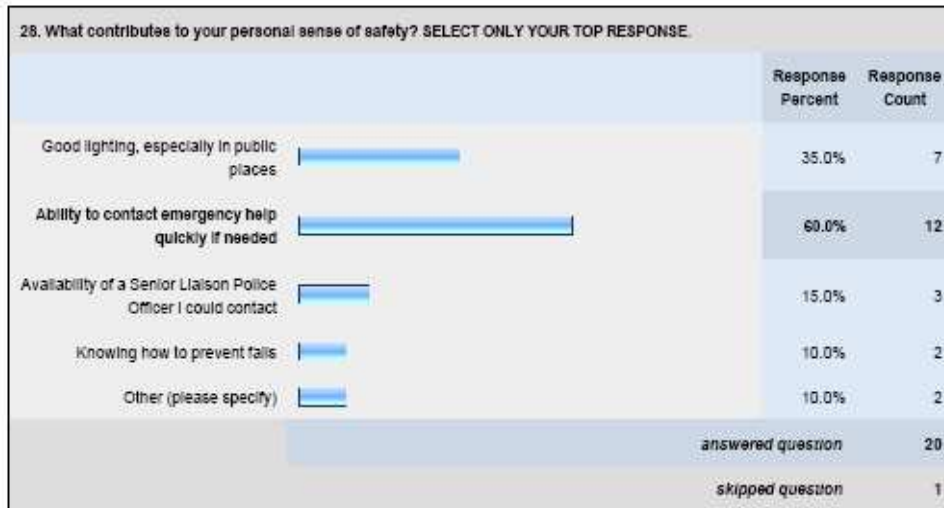 28. What contributes to your personal sense of safety? SELECT ONLY YOUR TOP RESPONSE.
Response Percent
Response Count
Good lighting, especially in public places
35.0%
7
Ability to contact emergency help quickly if needed
60.0%
12
Availability of a Senior Liaison Police Officer I could contact
15.0%
3
Knowing how to prevent falls
10.0%
2
Other (please specify)
10.0%
2
answered question
20
skipped question
1